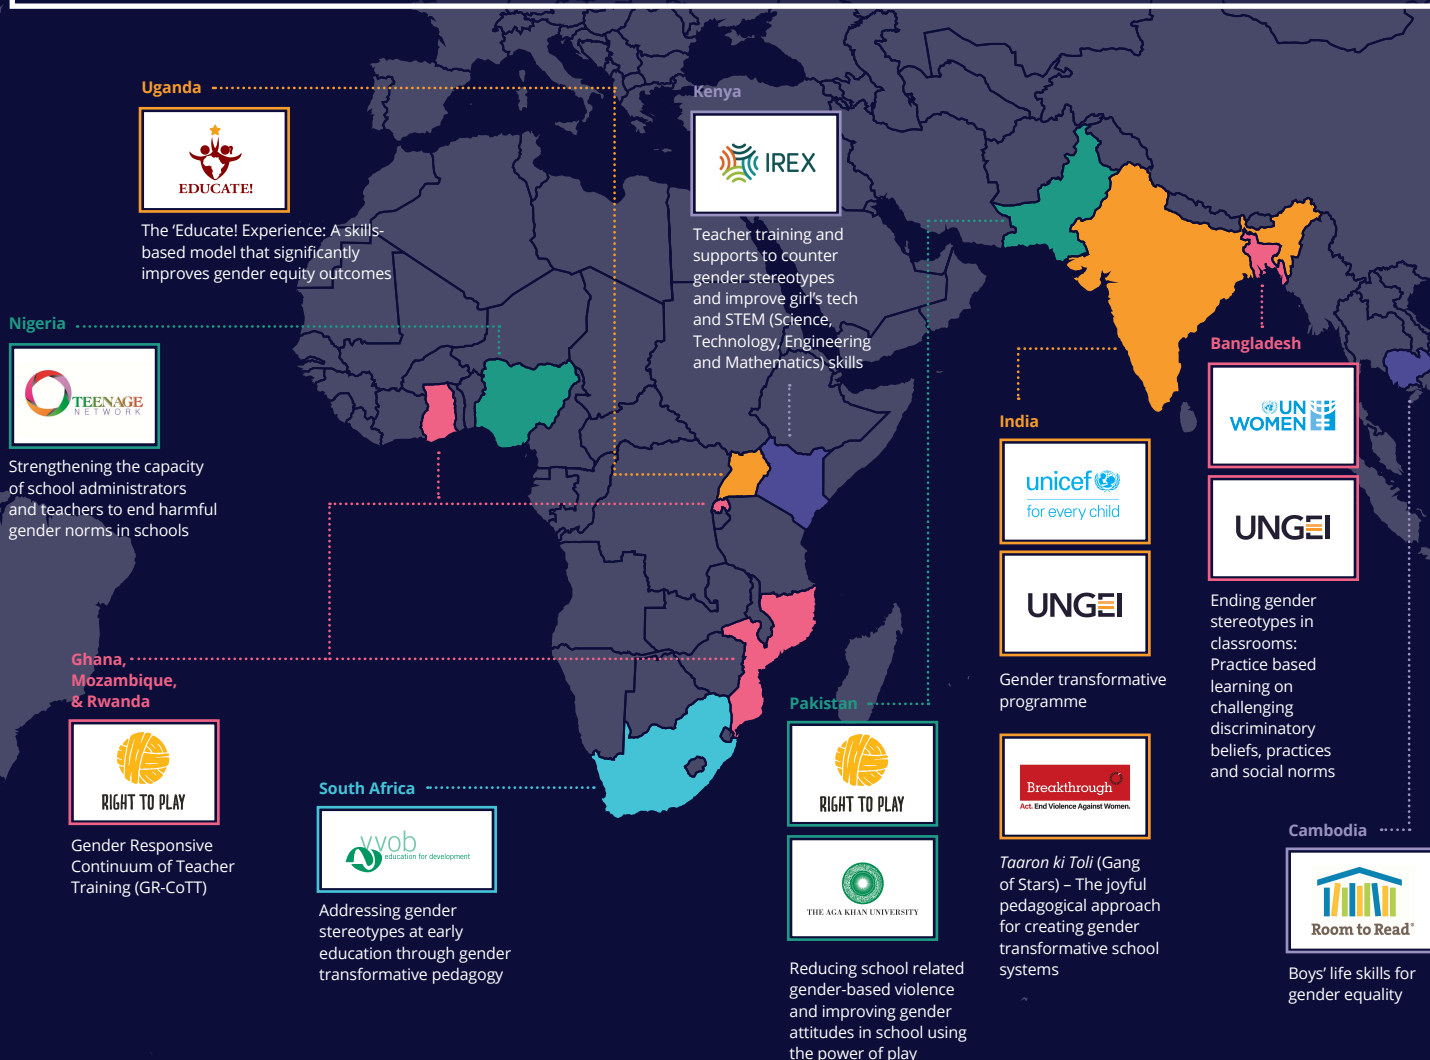 Uganda
EDUCATE!
The ‘Educate! Experience: A skills-
based model that significantly
improves gender equity outcomes
Kenya
IREX
Teacher training and
supports to counter
gender stereotypes
and improve girl’s tech
and STEM (Science,
Technology, Engineering
and Mathematics) skills
Nigeria
TEENAGE
NETWORK
Strengthening the capacity
of school administrators
and teachers to end harmful
gender norms in schools
Ghana,
Mozambique,
& Rwanda
RIGHT TO PLAY
Gender Responsive
Continuum of Teacher
Training (GR-CoTT)
South Africa
vvob
education for development
Addressing gender
stereotypes at early
education through gender
transformative pedagogy
Pakistan
RIGHT TO PLAY
THE AGA KHAN UNIVERSITY
Reducing school related
gender-based violence
and improving gender
attitudes in school using
the power of play
India
unicef
for every child
UNGEI
Gender transformative
programme
Breakthrough
Act. End Violence Against Women.
Taaron ki Toli (Gang
of Stars) – The joyful
pedagogical approach
for creating gender
transformative school
systems
Bangladesh
UN
WOMEN
UNGEI
Ending gender
stereotypes in
classrooms:
Practice based
learning on
challenging
discriminatory
beliefs, practices
and social norms
Cambodia
Room to Read®
Boys’ life skills for
gender equality